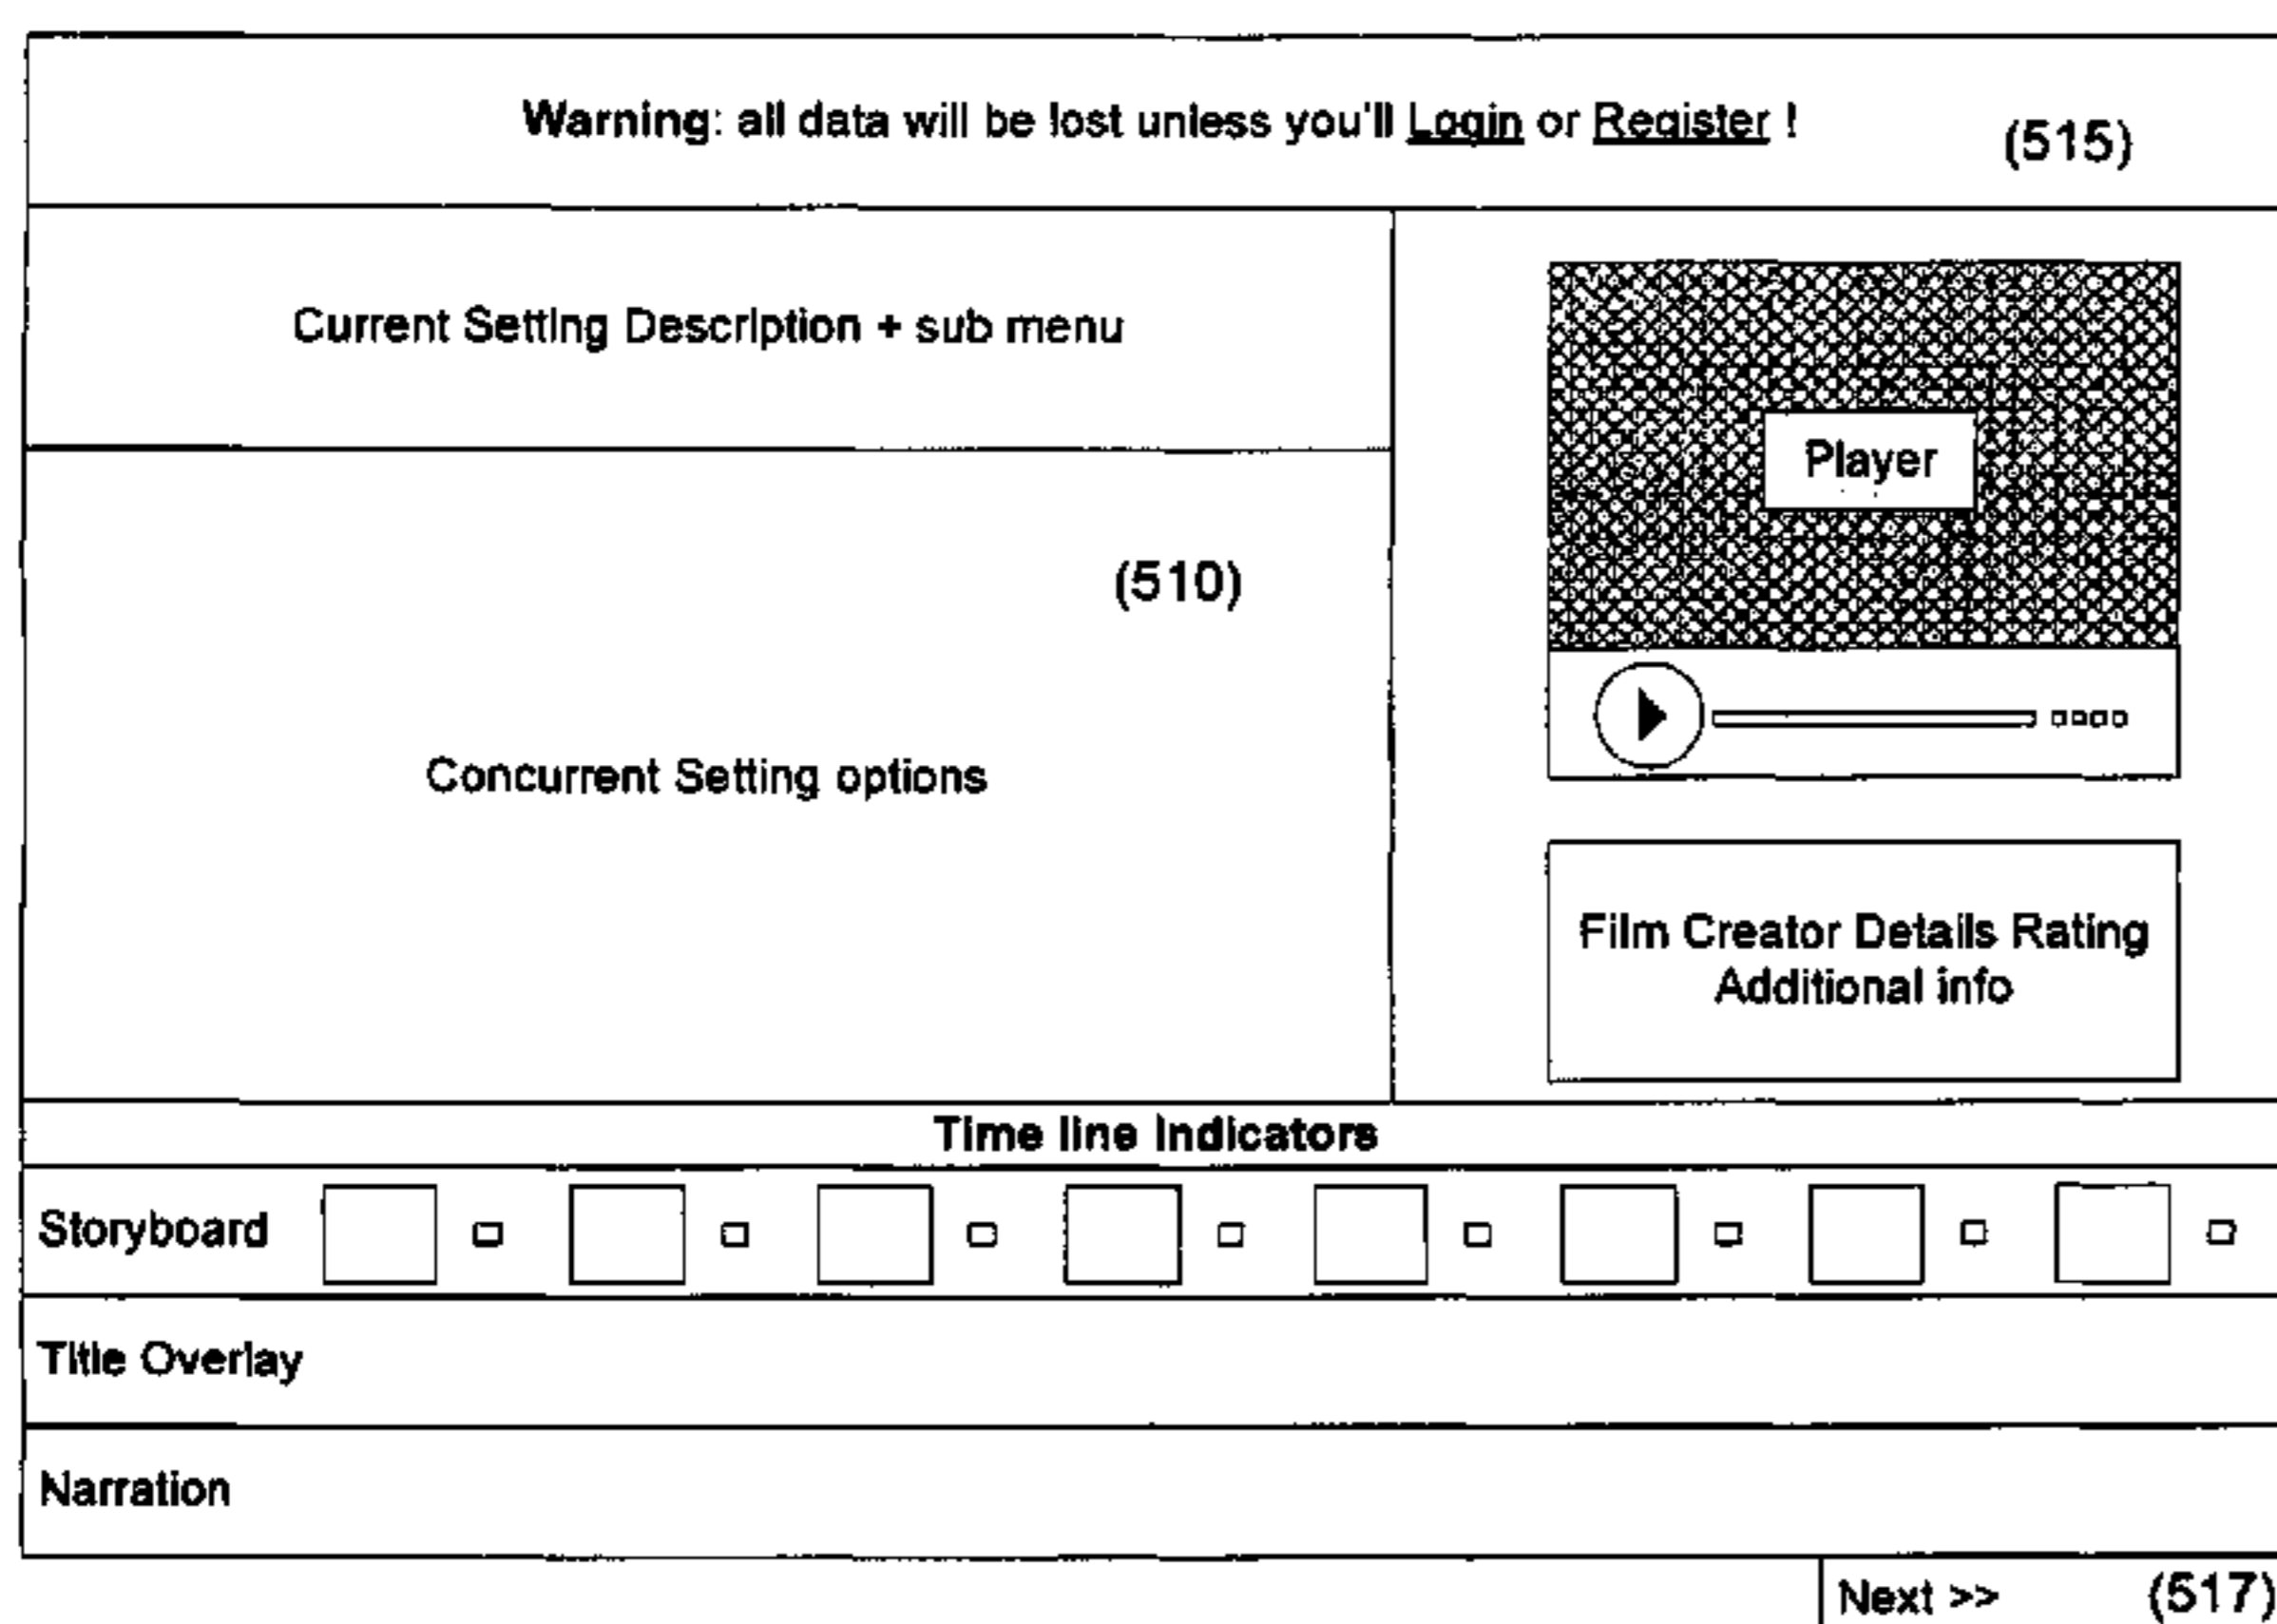 Warning: all data will be lost unless you'll Login or Register !
(515)
Current Setting Description + sub menu
(510)
Concurrent Setting options
Player
Film Creator Details Rating
Additional info
Time line Indicators
Storyboard
Title Overlay
Narration
Next >>
(517)